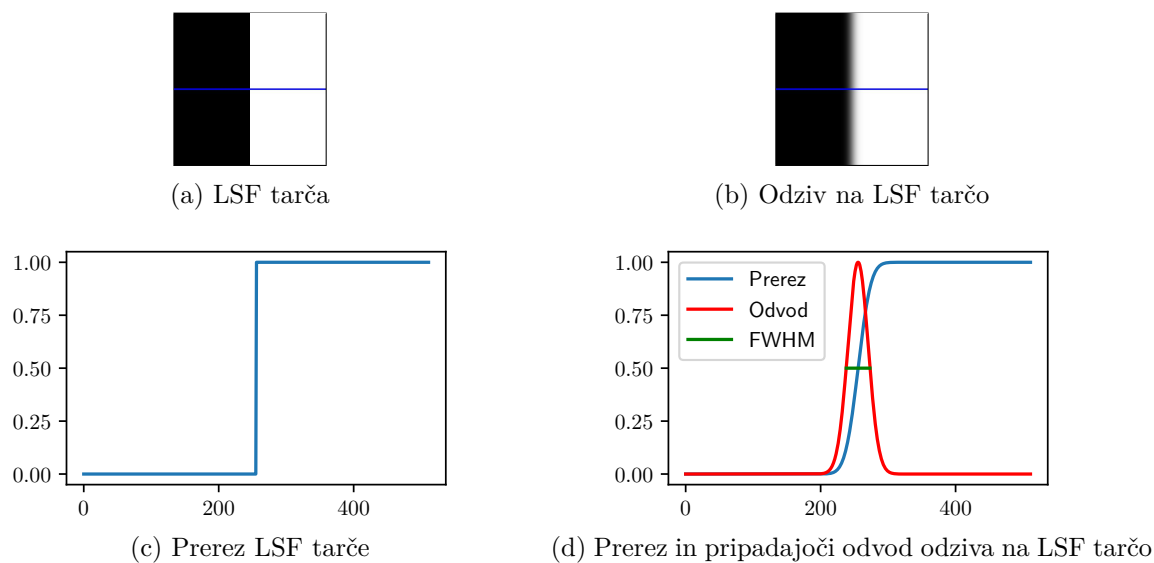 (a) LSF tarča
(b) Odziv na LSF tarčo
1.00
0.75
0.50
0.25
0.00
0 200 400
(c) Prerez LSF tarče
1.00
0.75
0.50
0.25
0.00
Prerez
Odvod
FWHM
0 200 400
(d) Prerez in pripadajoči odvod odziva na LSF tarčo